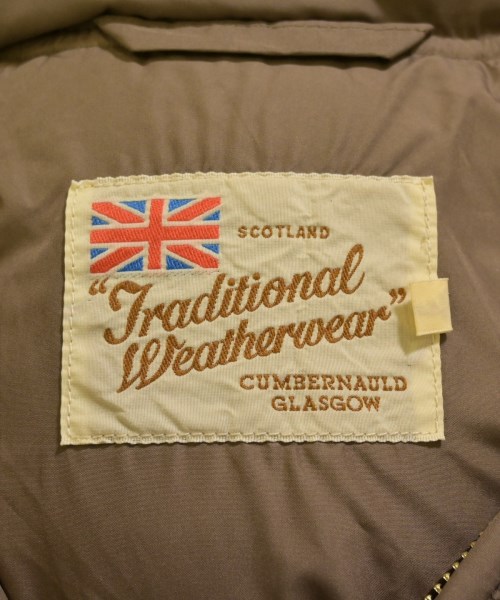 SCOTLAND
"Traditional
Weatherwear"
CUMBERNAULD
GLASGOW